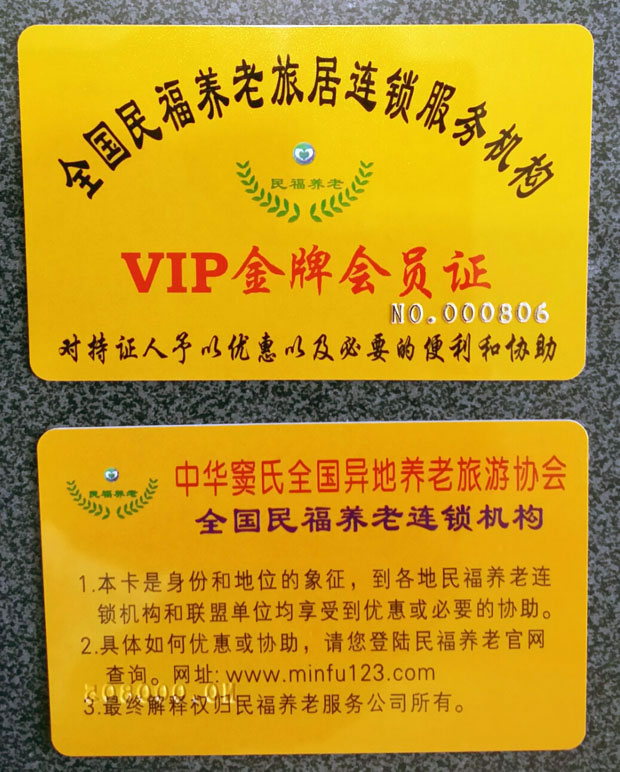 全国民福养老旅居连锁服务机构
民福养老
VIP金牌会员证
NO.000806
对持证人予以优惠以及必要的便利和协助
民福养老
中华窦氏全国异地养老旅游协会
全国民福养老连锁机构
1.本卡是身份和地位的象征，到各地民福养老连
锁机构和联盟单位均享受到优惠或必要的协助。
2.具体如何优惠或协助，请您登陆民福养老官网
查询。网址:www.minfu123.com
3.最终解释权归民福养老服务公司所有。